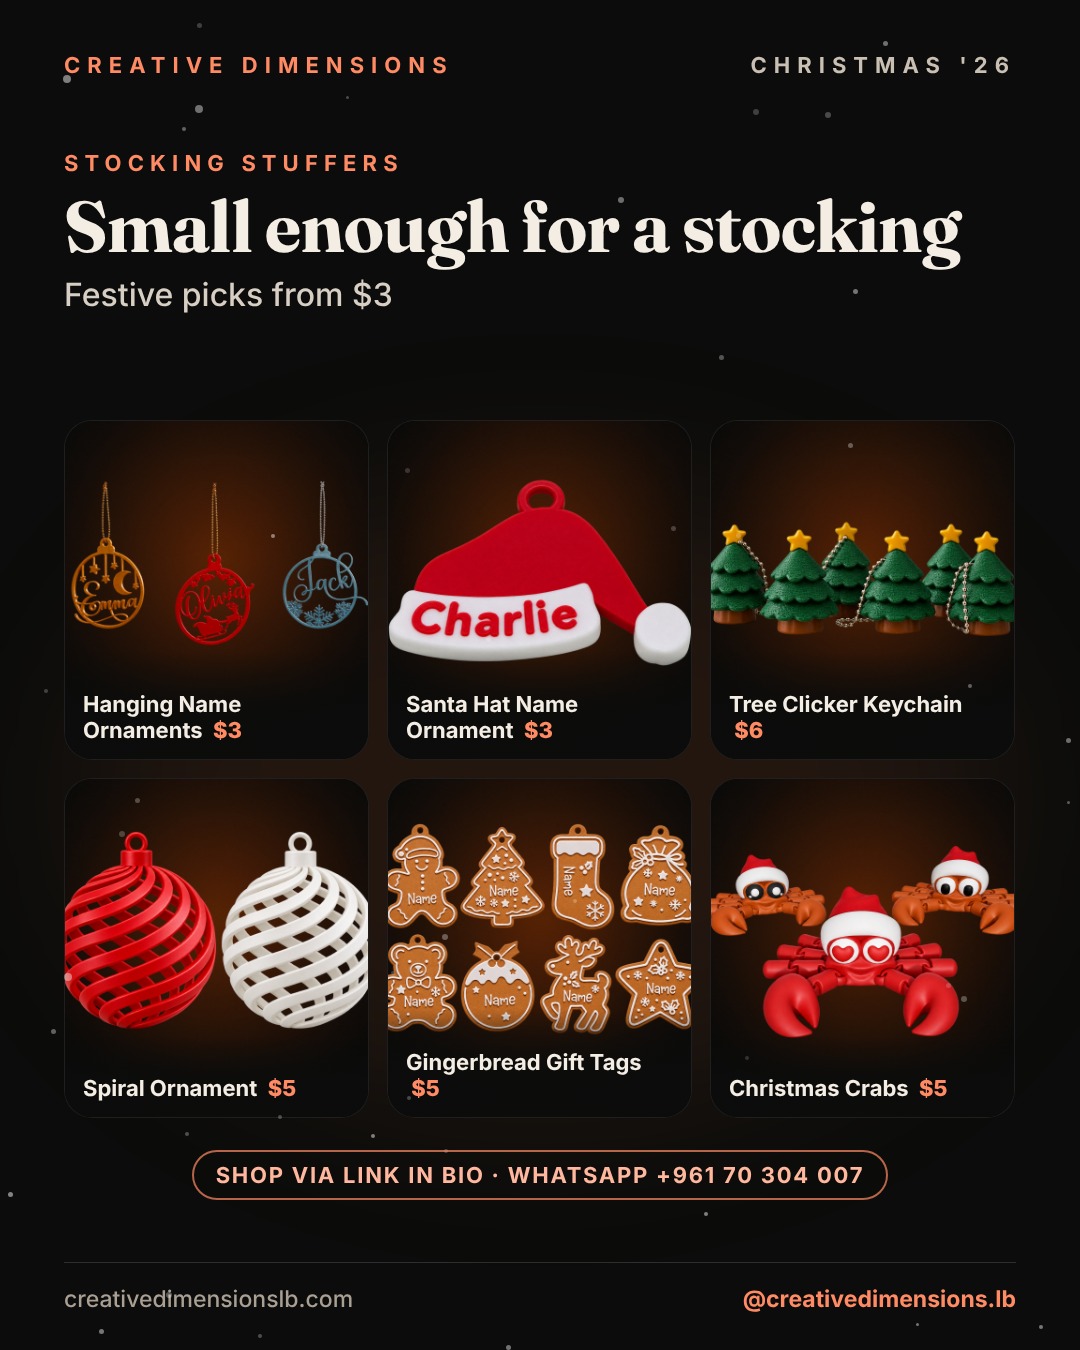 CREATIVE DIMENSIONS
CHRISTMAS '26
STOCKING STUFFERS
Small enough for a stocking
Festive picks from $3
Emma
Olivia
Jack
Charlie
Hanging Name
Ornaments $3
Santa Hat Name
Ornament $3
Tree Clicker Keychain
$6
Name
Name
Name
Name
Name
Name
Name
Name
Spiral Ornament $5
Gingerbread Gift Tags
$5
Christmas Crabs $5
SHOP VIA LINK IN BIO · WHATSAPP +961 70 304 007
creativedimensionslb.com
@creativedimensions.lb